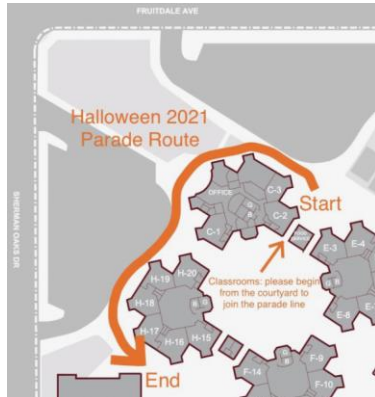 FRUITDALE AVE
Halloween 2021
Parade Route
SHERMAN OAKS DR
OFFICE
C-3
G
B
C-2
C-1
Start
Classrooms: please begin
from the courtyard to
join the parade line
E-3
E-4
H-19
H-20
H-18
B
G
H-17
H-16
H-15
End
F-14
G
B
F-9
F-10